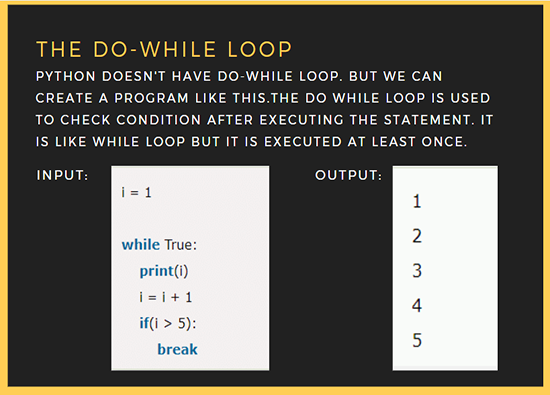 THE DO-WHILE LOOP
PYTHON DOESN'T HAVE DO-WHILE LOOP. BUT WE CAN
CREATE A PROGRAM LIKE THIS.THE DO WHILE LOOP IS USED
TO CHECK CONDITION AFTER EXECUTING THE STATEMENT. IT
IS LIKE WHILE LOOP BUT IT IS EXECUTED AT LEAST ONCE.
INPUT:
i = 1
while True:
print(i)
i = i + 1
if(i > 5):
break
OUTPUT:
1
2
3
4
5